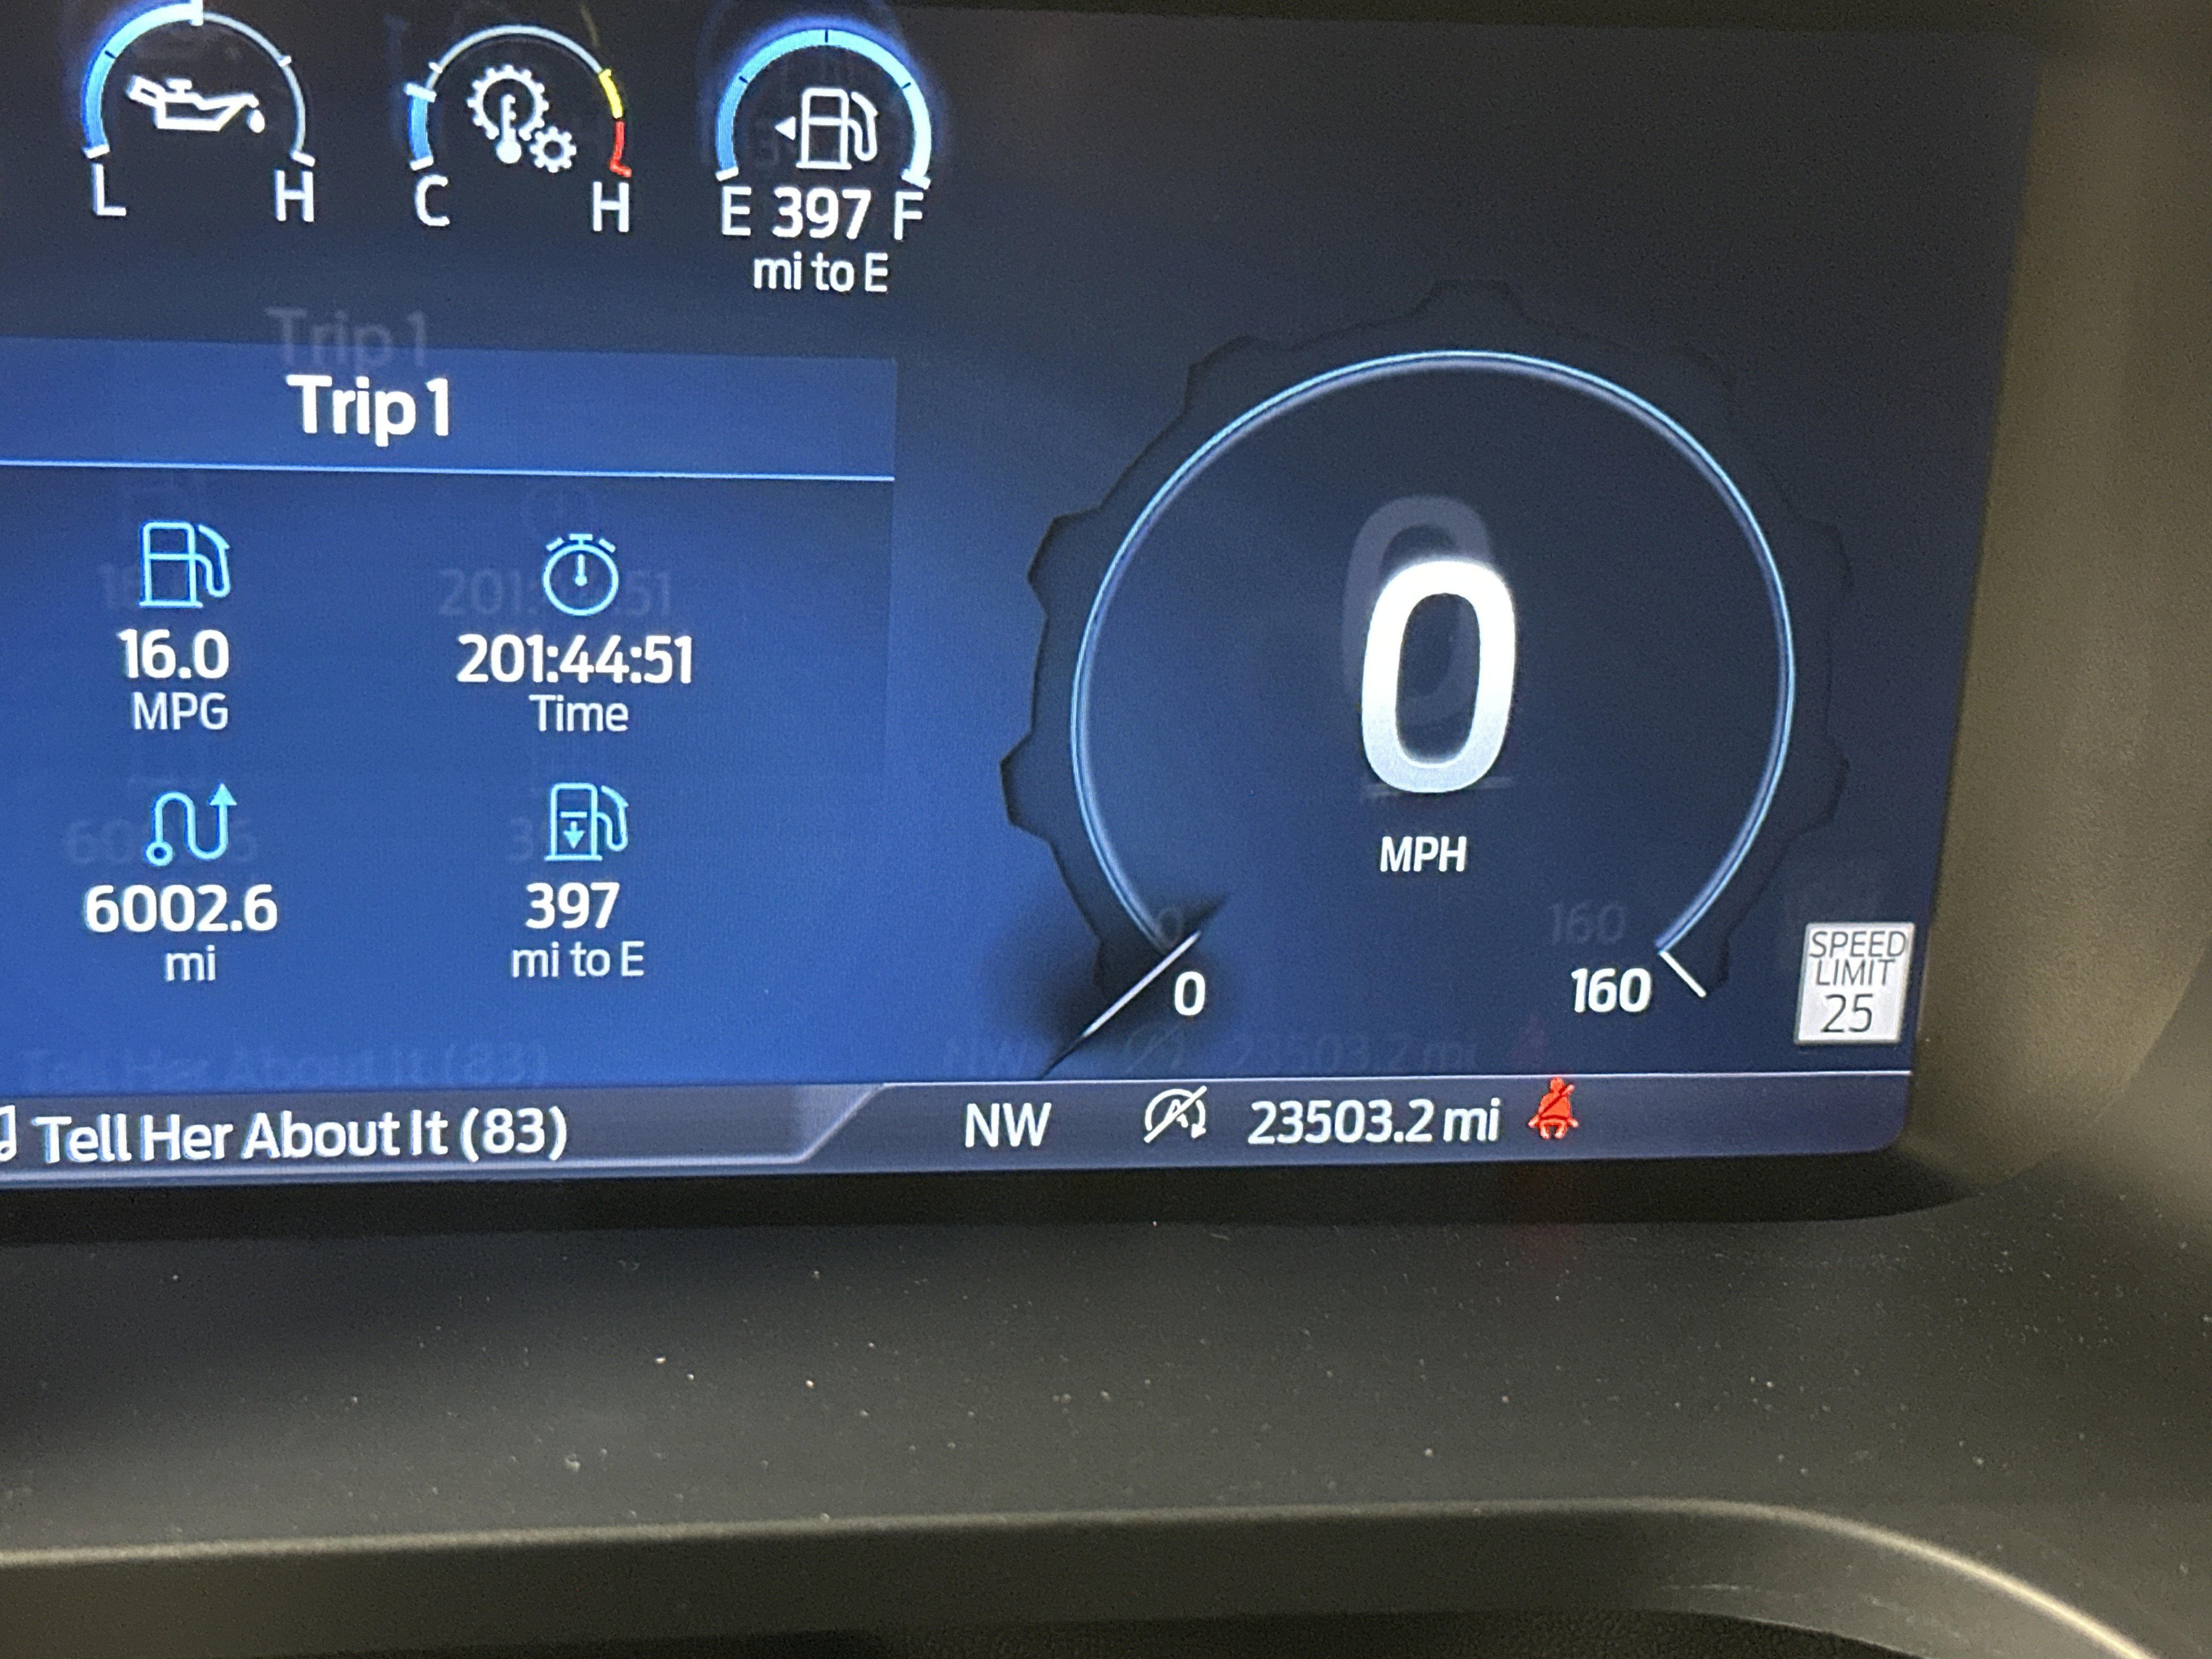 L H
C H
E 397 F
mi to E
Trip 1
16.0
MPG
201:44:51
Time
6002.6
mi
397
mi to E
0
MPH
0
160
SPEED
LIMIT
25
Tell Her About It (83)
NW
23503.2 mi